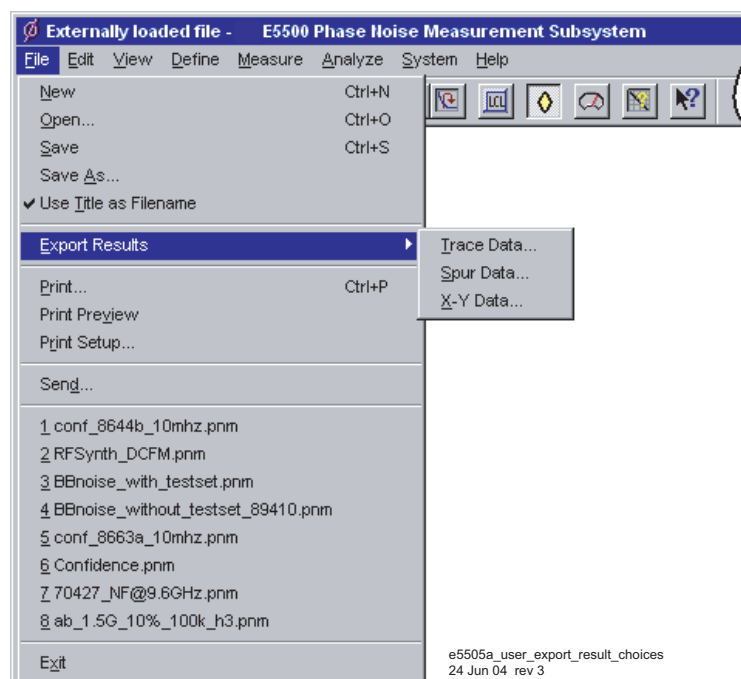 Externally loaded file - E5500 Phase Noise Measurement Subsystem
File Edit View Define Measure Analyze System Help
New Ctrl+N
LCL
Open... Ctrl+O
Save Ctrl+S
Save As...
Use Title as Filename
Export Results
Trace Data...
Spur Data...
X-Y Data...
Print... Ctrl+P
Print Preview
Print Setup...
Send...
1 conf_8644b_10mhz.pnm
2 RFSynth_DCFM.pnm
3 BBnoise_with_testset.pnm
4 BBnoise_without_testset_89410.pnm
5 conf_8663a_10mhz.pnm
6 Confidence.pnm
7 70427_NF@9.6GHz.pnm
8 ab_1.5G_10%_100k_h3.pnm
Exit
e5505a_user_export_result_choices
24 Jun 04 rev 3